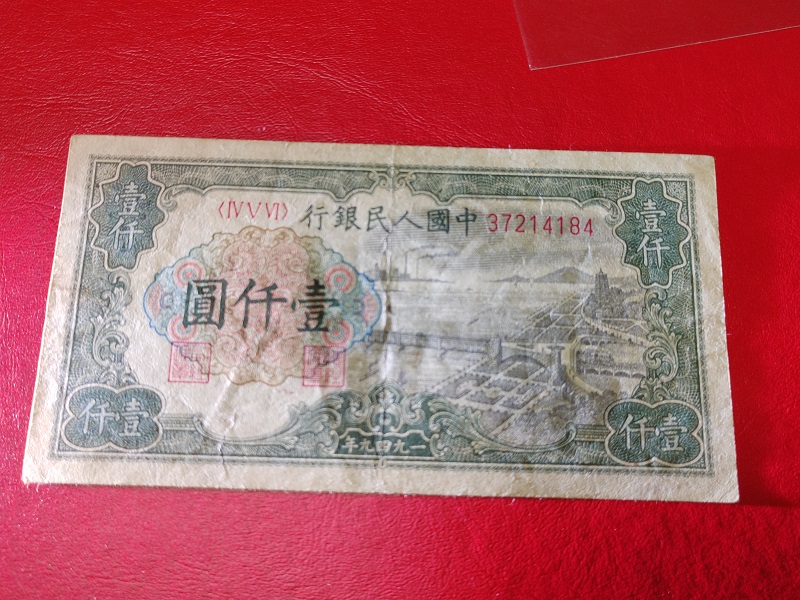 壹仟
壹仟
〈ⅣⅤⅥ〉
行銀民人國中
37214184
圓仟壹
仟壹
仟壹
年九四九一